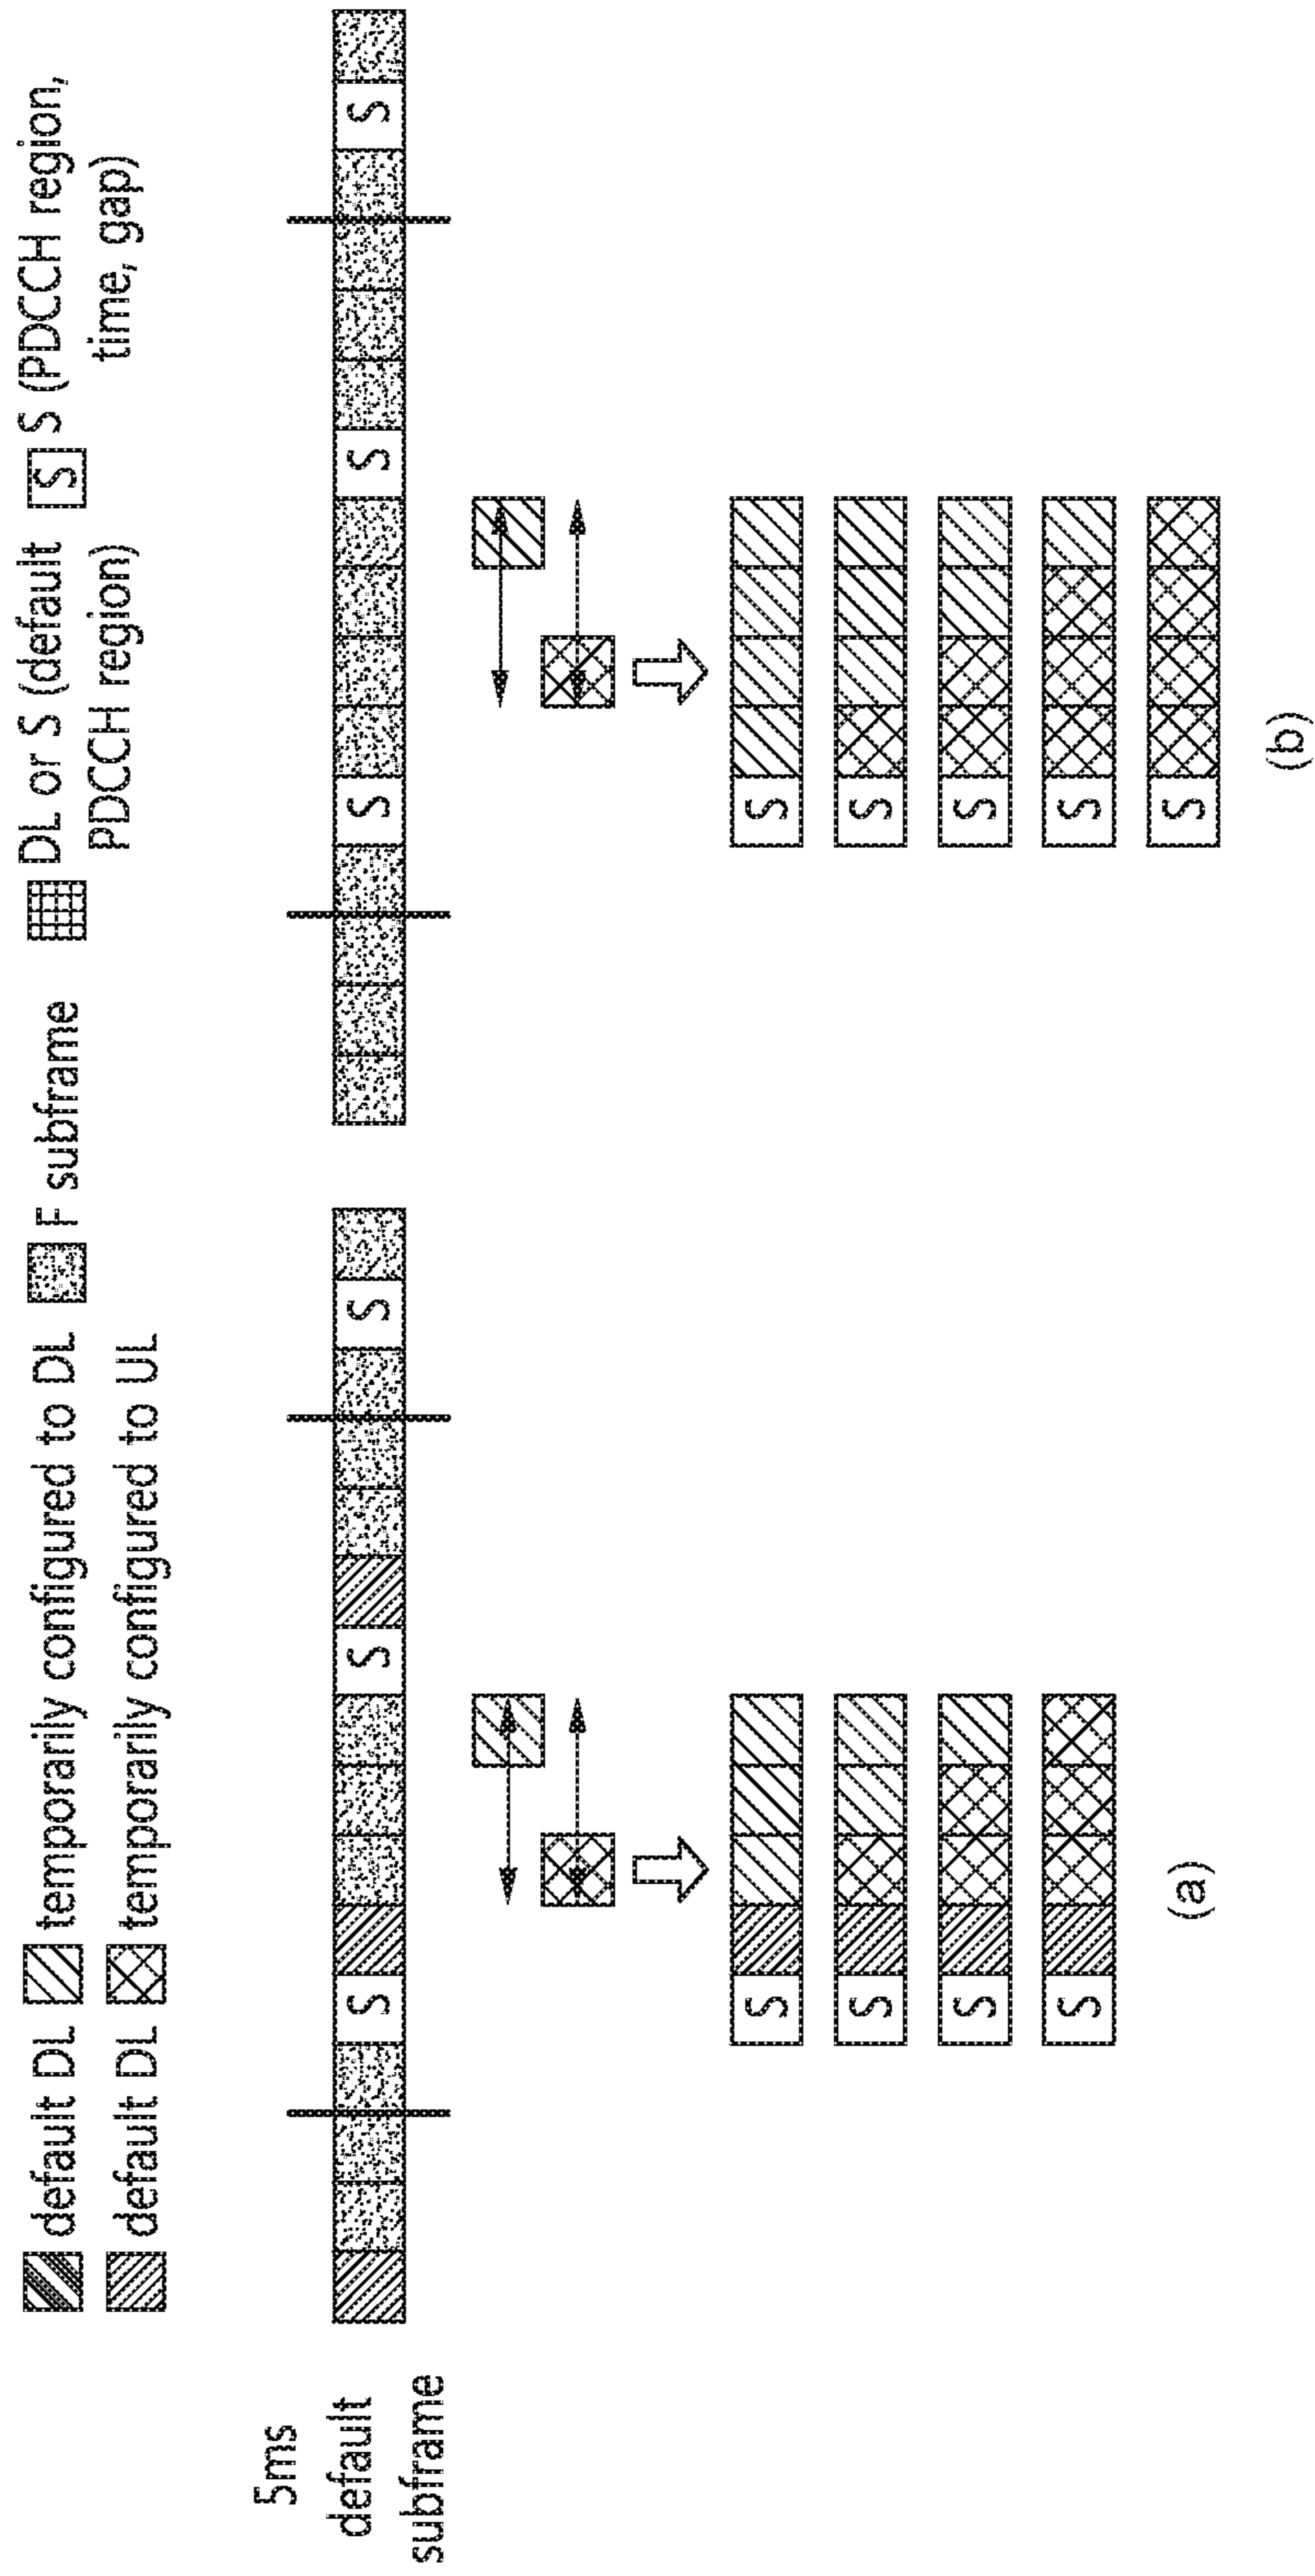 default DL temporarily configured to DL F subframe DL or S (default S S (PDCCH region,
default DL temporarily configured to UL PDCCH region) time, gap)
5ms
default S S S S S S
subframe
S S
S S
S S
S S
(a) S
(b)